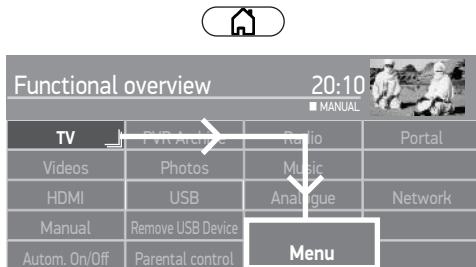 Functional overview 20:10
MANUAL
TV PVR Archive Radio Portal
Videos Photos Music
HDMI USB Analogue Network
Manual Remove USB Device
Menu
Autom. On/Off Parental control